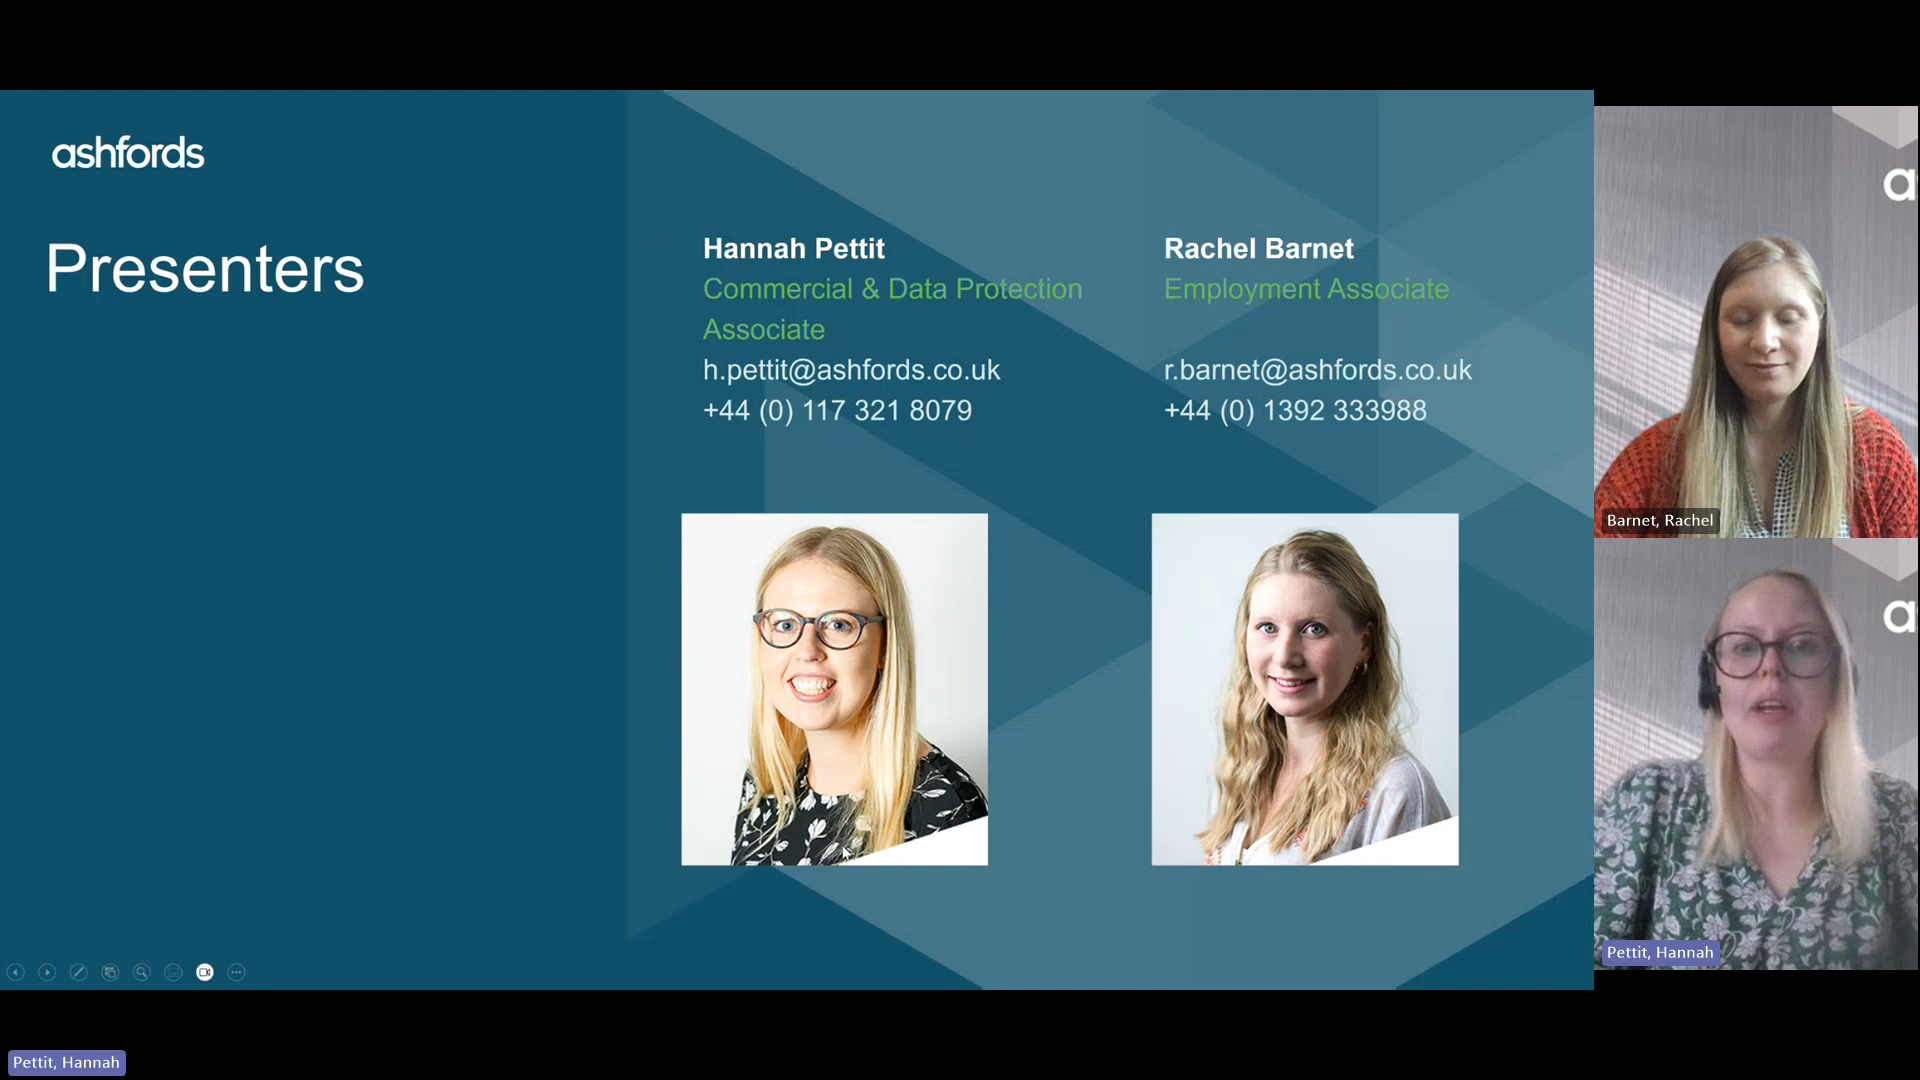 ashfords
Presenters
Hannah Pettit
Commercial & Data Protection
Associate
h.pettit@ashfords.co.uk
+44 (0) 117 321 8079
Rachel Barnet
Employment Associate
r.barnet@ashfords.co.uk
+44 (0) 1392 333988
a
Barnet, Rachel
a
Pettit, Hannah
Pettit, Hannah